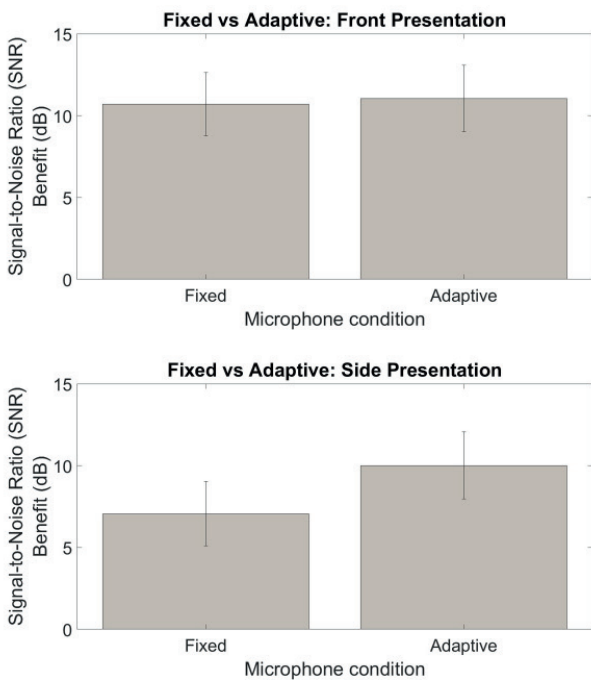 Fixed vs Adaptive: Front Presentation
Signal-to-Noise Ratio (SNR)
Benefit (dB)
15
10
5
0
Fixed
Adaptive
Microphone condition
Fixed vs Adaptive: Side Presentation
Signal-to-Noise Ratio (SNR)
Benefit (dB)
15
10
5
0
Fixed
Adaptive
Microphone condition